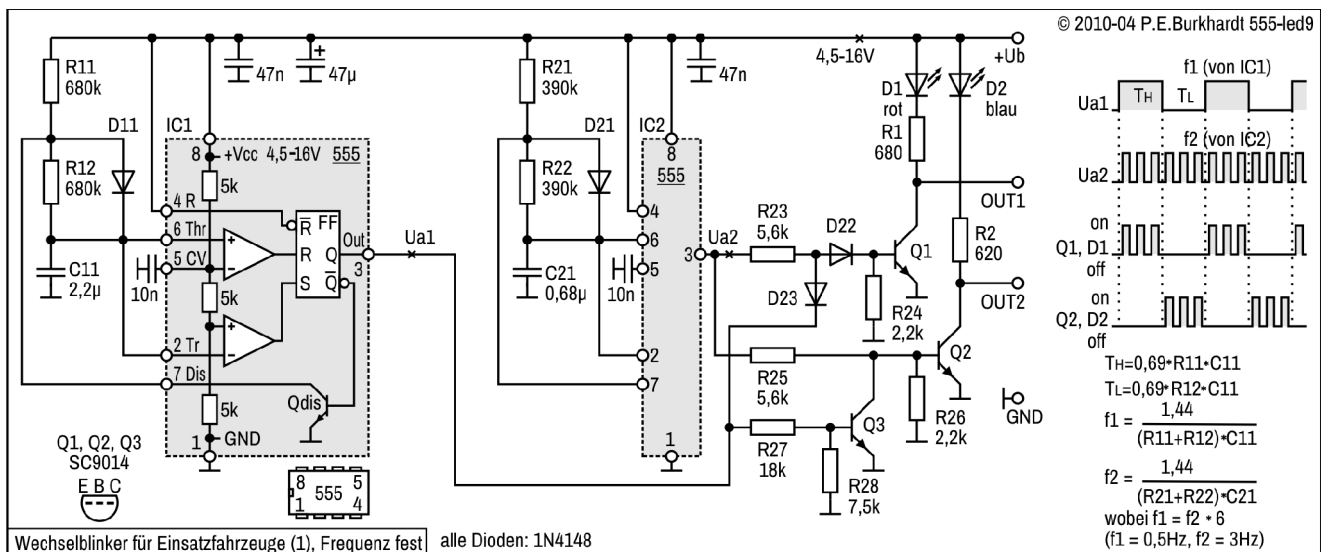 © 2010-04 P.E.Burkhardt 555-led9
R11
680k
R12
680k
D11
C11
2,2µ
47n
47µ
+
IC1
8
+Vcc 4,5-16V 555
5k
4 R
6 Thr
5 CV
10n
5k
2 Tr
7 Dis
5k
1
GND
+
−
+
−
R FF
R Q
S Q
Qdis
Out
3
Ua1
Q1, Q2, Q3
SC9014
E B C
8 5
555
1 4
R21
390k
R22
390k
D21
C21
0,68µ
10n
47n
IC2
8
555
4
6
5
3
2
7
1
Ua2
R23
5,6k
D22
D23
R24
2,2k
R25
5,6k
R26
2,2k
R27
18k
R28
7,5k
Q1
Q2
Q3
4,5-16V
+Ub
D1
rot
D2
blau
R1
680
R2
620
OUT1
OUT2
GND
f1 (von IC1)
Ua1
TH TL
f2 (von IC2)
Ua2
on
Q1, D1
off
on
Q2, D2
off
TH=0,69*R11*C11
TL=0,69*R12*C11
f1 = 1,44
(R11+R12)*C11
f2 = 1,44
(R21+R22)*C21
wobei f1 = f2 * 6
(f1 = 0,5Hz, f2 = 3Hz)
Wechselblinker für Einsatzfahrzeuge (1), Frequenz fest
alle Dioden: 1N4148